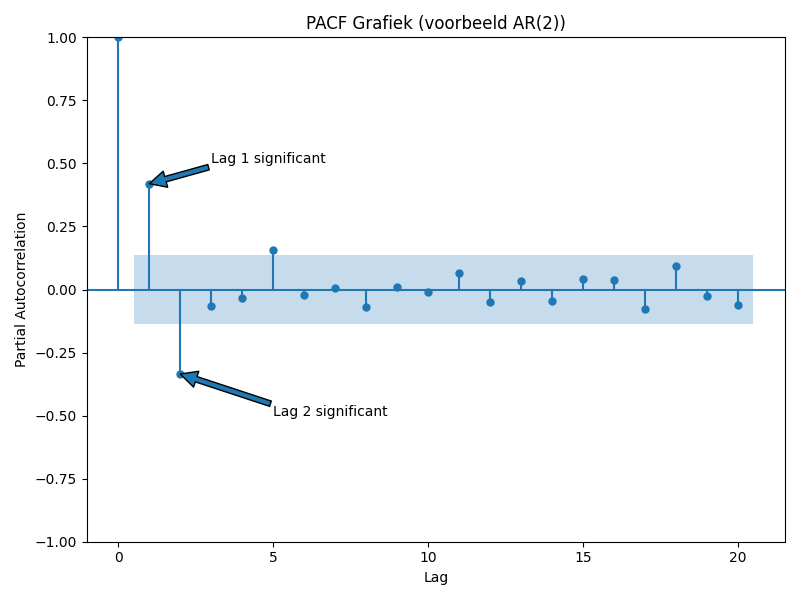 PACF Grafiek (voorbeeld AR(2))
1.00
0.75
0.50
0.25
0.00
−0.25
−0.50
−0.75
−1.00
Partial Autocorrelation
Lag 1 significant
Lag 2 significant
0
5
10
15
20
Lag